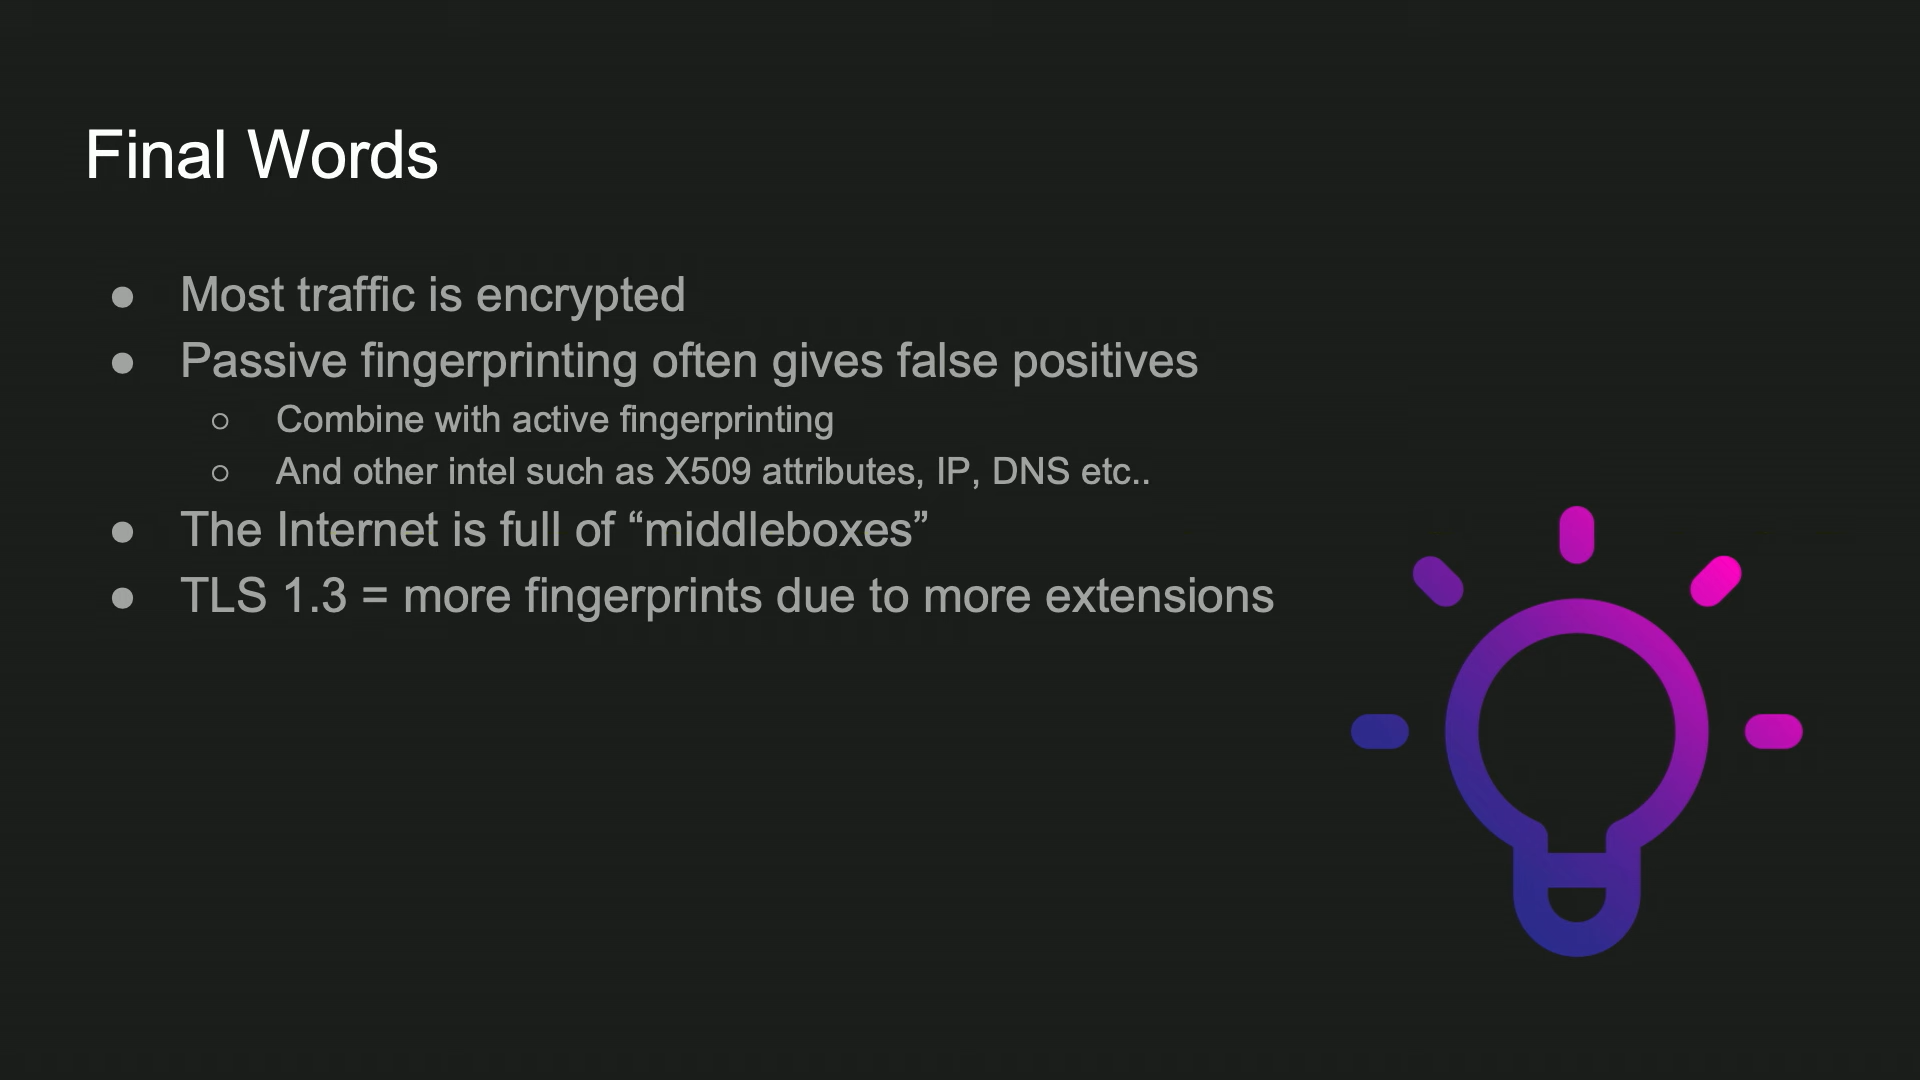 Final Words
● Most traffic is encrypted
● Passive fingerprinting often gives false positives
○ Combine with active fingerprinting
○ And other intel such as X509 attributes, IP, DNS etc..
● The Internet is full of “middleboxes”
● TLS 1.3 = more fingerprints due to more extensions